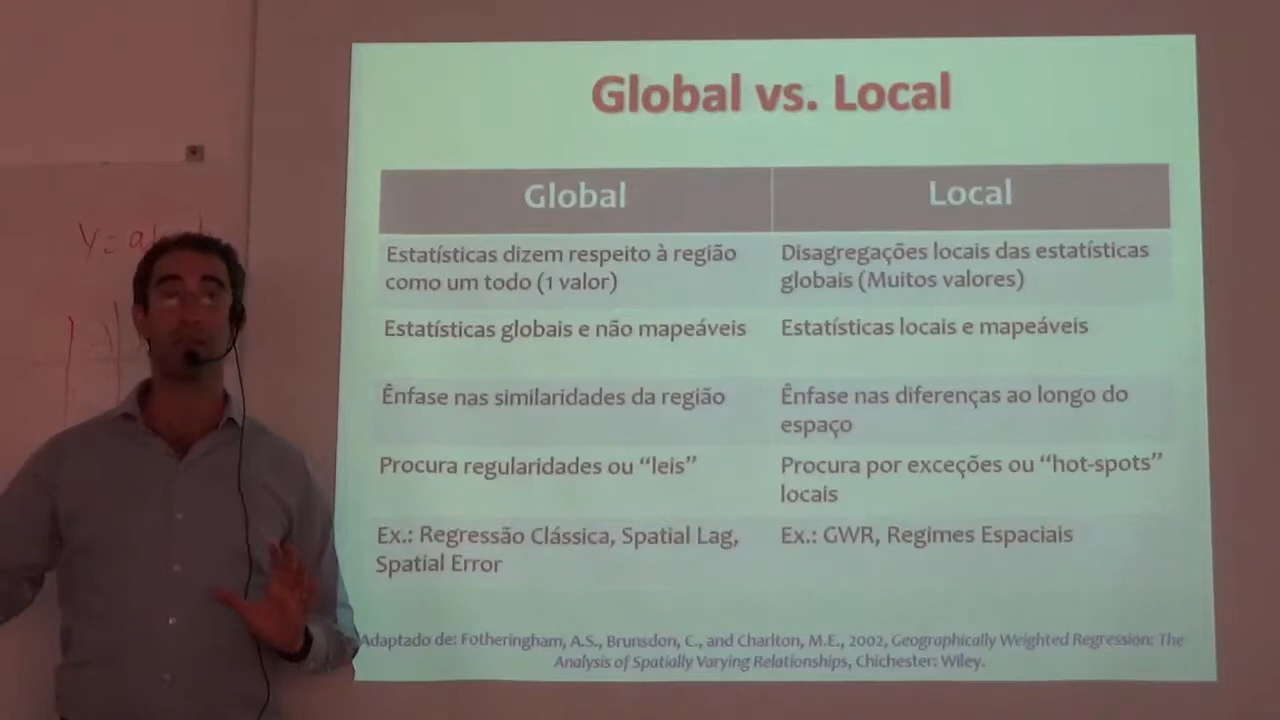 Global vs. Local
Global
Local
Estatísticas dizem respeito à região
como um todo (1 valor)
Disagregações locais das estatísticas
globais (Muitos valores)
Estatísticas globais e não mapeáveis
Estatísticas locais e mapeáveis
Ênfase nas similaridades da região
Ênfase nas diferenças ao longo do
espaço
Procura regularidades ou “leis”
Procura por exceções ou “hot-spots”
locais
Ex.: Regressão Clássica, Spatial Lag,
Spatial Error
Ex.: GWR, Regimes Espaciais
Adaptado de: Fotheringham, A.S., Brunsdon, C., and Charlton, M.E., 2002, Geographically Weighted Regression: The
Analysis of Spatially Varying Relationships, Chichester: Wiley.